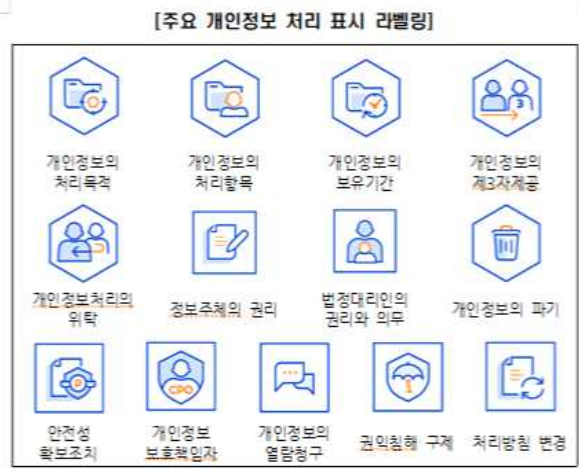 [주요 개인정보 처리 표시 라벨링]
3
개인정보의 개인정보의 개인정보의 개인정보의
처리목적 처리항목 보유기간 제3자제공
개인정보처리의 정보주체의 권리 법정대리인의 개인정보의 파기
위탁 권리와 의무
P CPO 1
안전성 개인정보 개인정보의 권익침해 구제 처리방침 변경
확보조치 보호책임자 열람청구